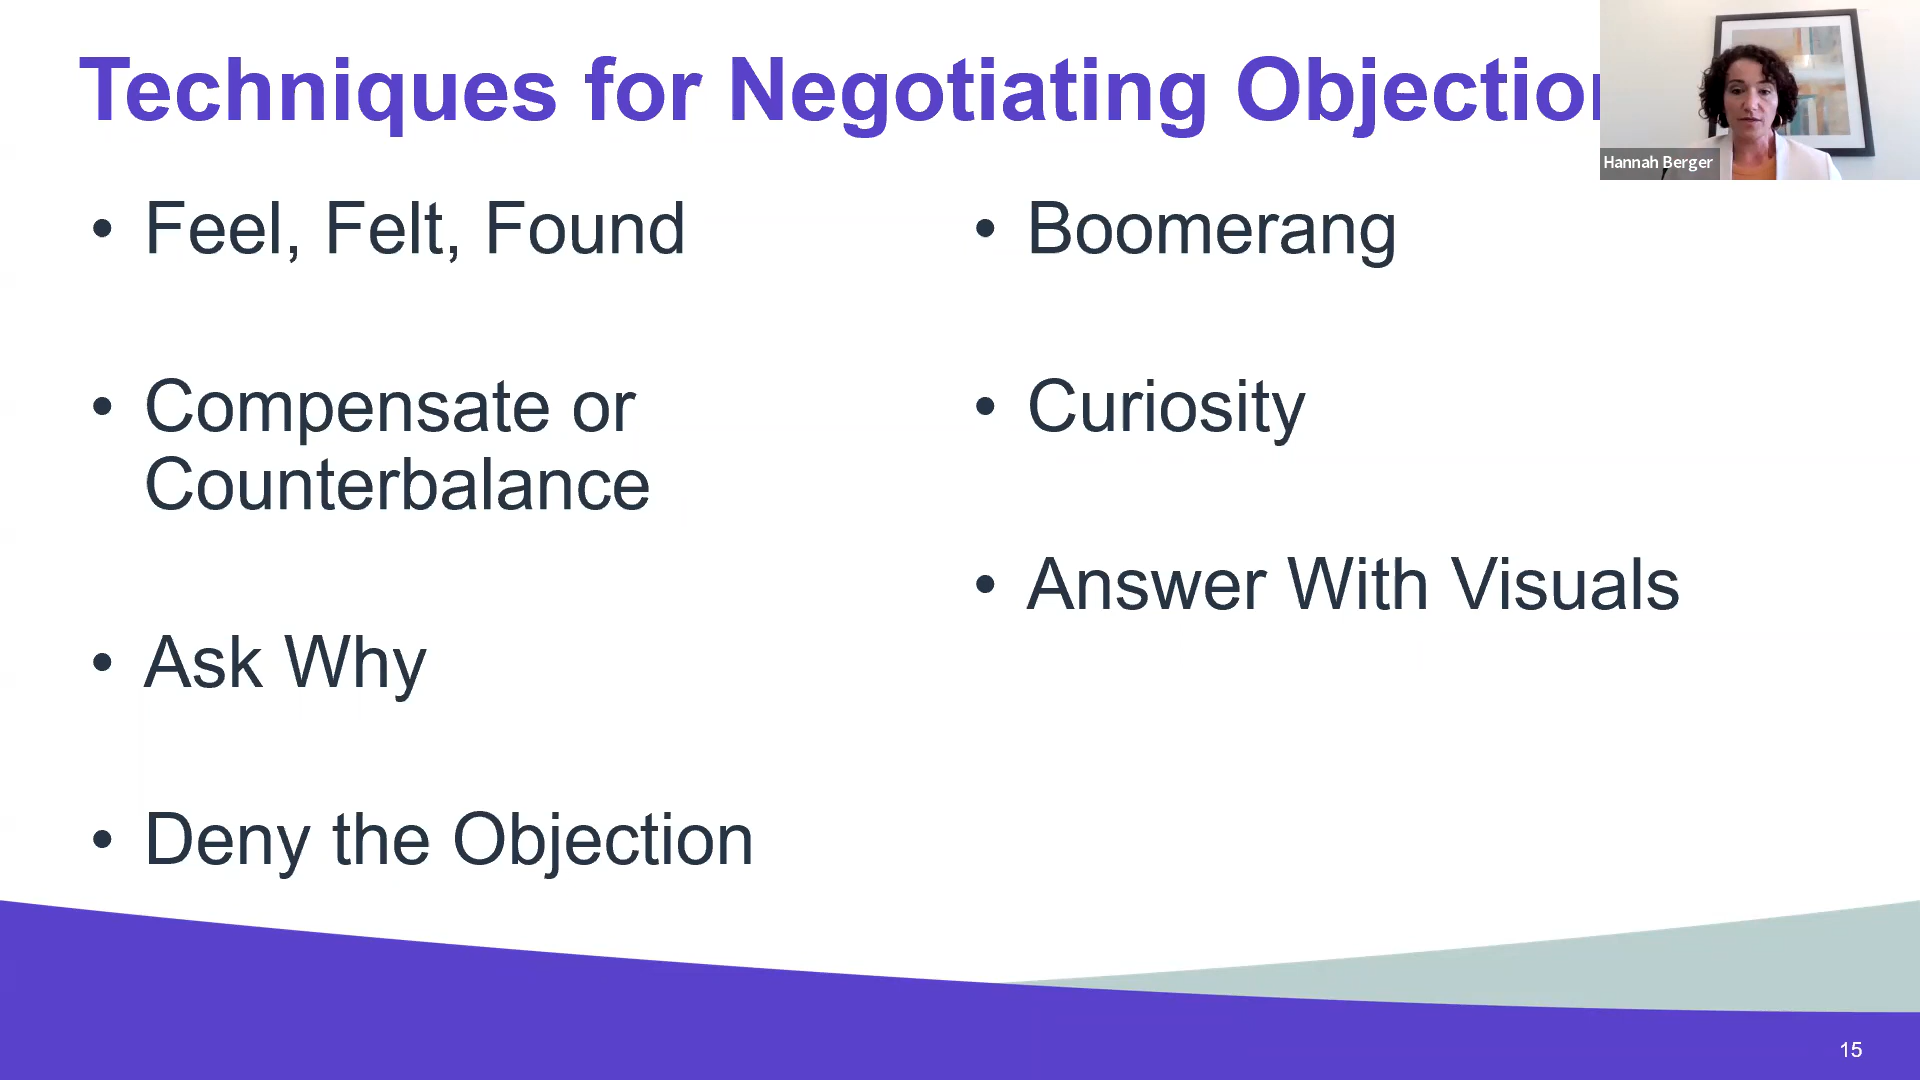 Techniques for Negotiating Objection
Hannah Berger
• Feel, Felt, Found
• Compensate or
Counterbalance
• Ask Why
• Deny the Objection
• Boomerang
• Curiosity
• Answer With Visuals
15